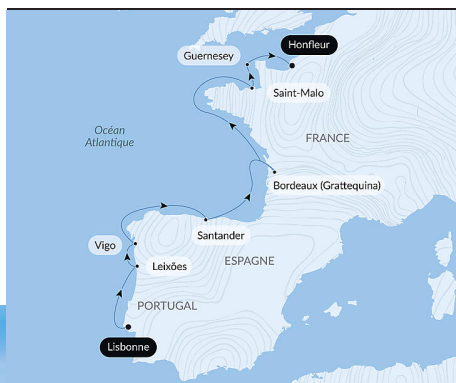 Guernesey
Honfleur
Saint-Malo
Océan
Atlantique
FRANCE
Bordeaux (Grattequina)
Santander
Vigo
ESPAGNE
Leixões
PORTUGAL
Lisbonne